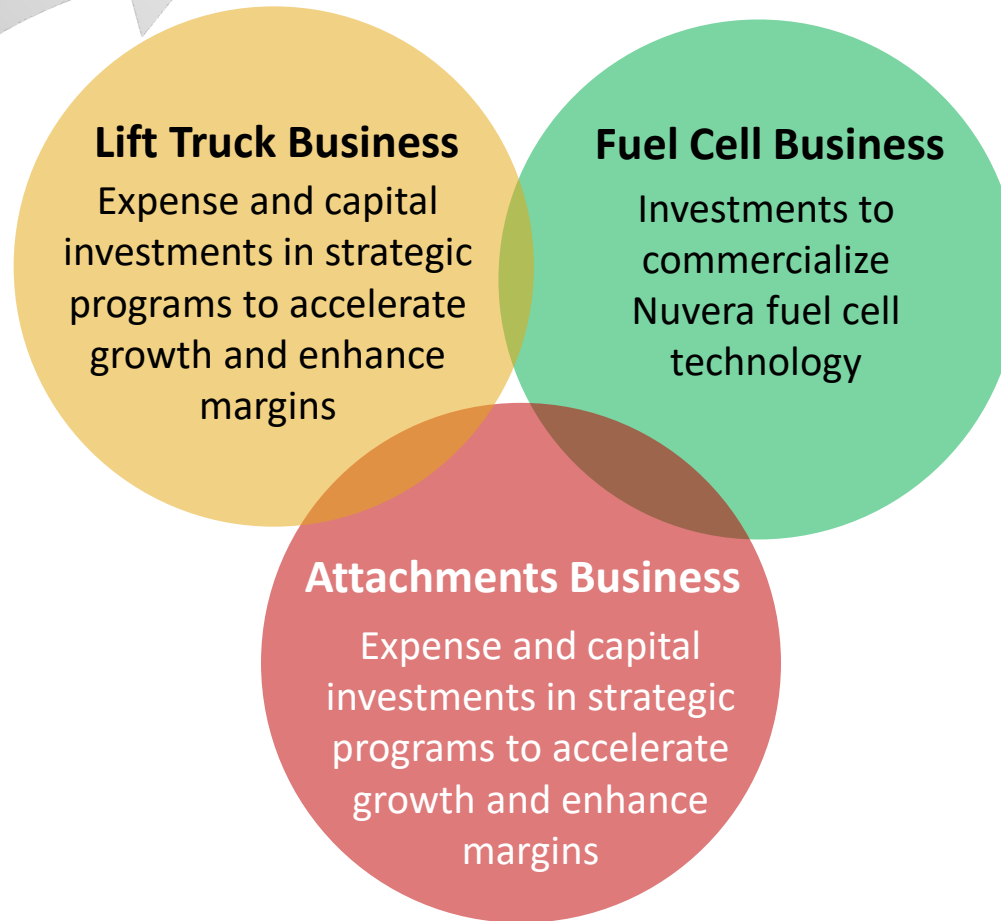 Lift Truck Business
Expense and capital
investments in strategic
programs to accelerate
growth and enhance
margins
Fuel Cell Business
Investments to
commercialize
Nuvera fuel cell
technology
Attachments Business
Expense and capital
investments in strategic
programs to accelerate
growth and enhance
margins